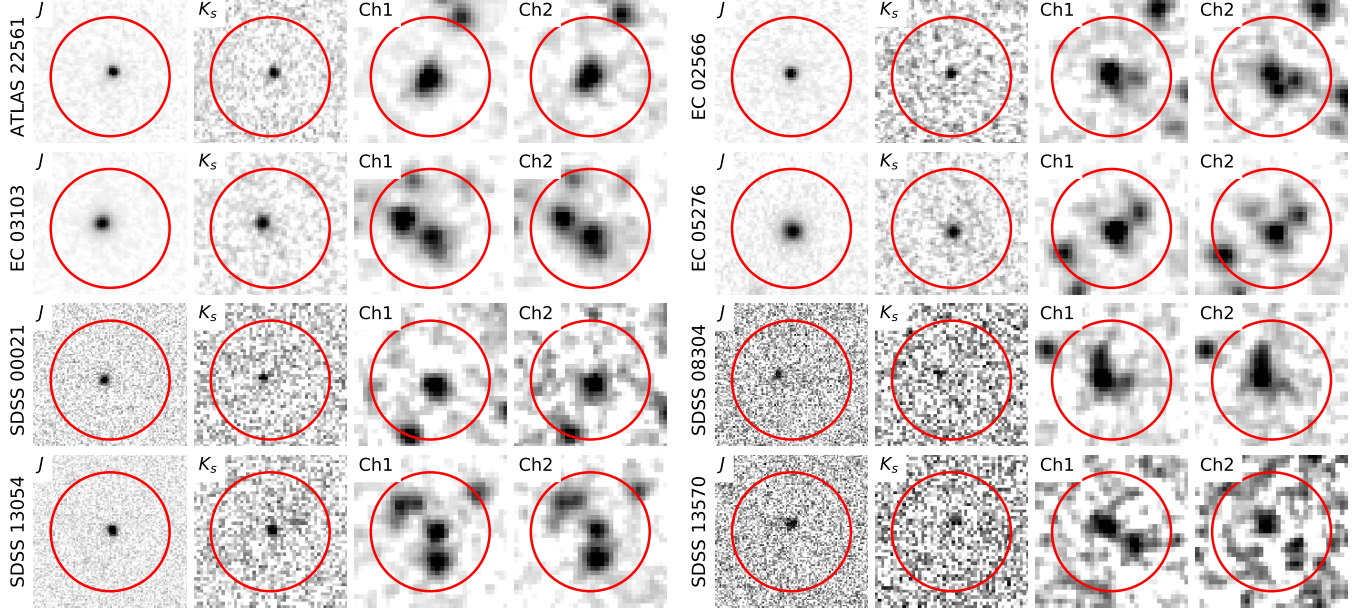 ATLAS 22561 J Ks Ch1 Ch2
EC 02566 J Ks Ch1 Ch2
EC 03103 J Ks Ch1 Ch2
EC 05276 J Ks Ch1 Ch2
SDSS 00021 J Ks Ch1 Ch2
SDSS 08304 J Ks Ch1 Ch2
SDSS 13054 J Ks Ch1 Ch2
SDSS 13570 J Ks Ch1 Ch2